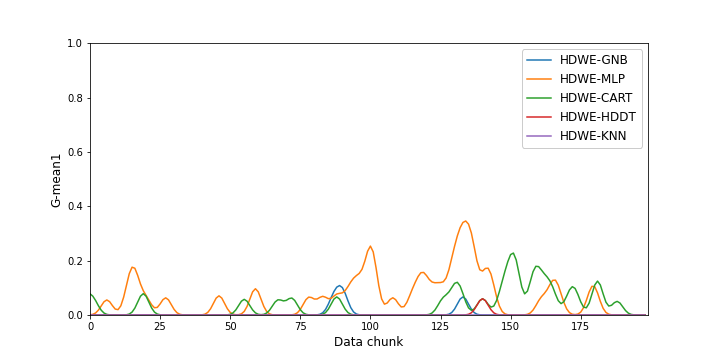 1.0
0.8
0.6
0.4
0.2
0.0
G-mean1
0 25 50 75 100 125 150 175
Data chunk
HDWE-GNB
HDWE-MLP
HDWE-CART
HDWE-HDDT
HDWE-KNN